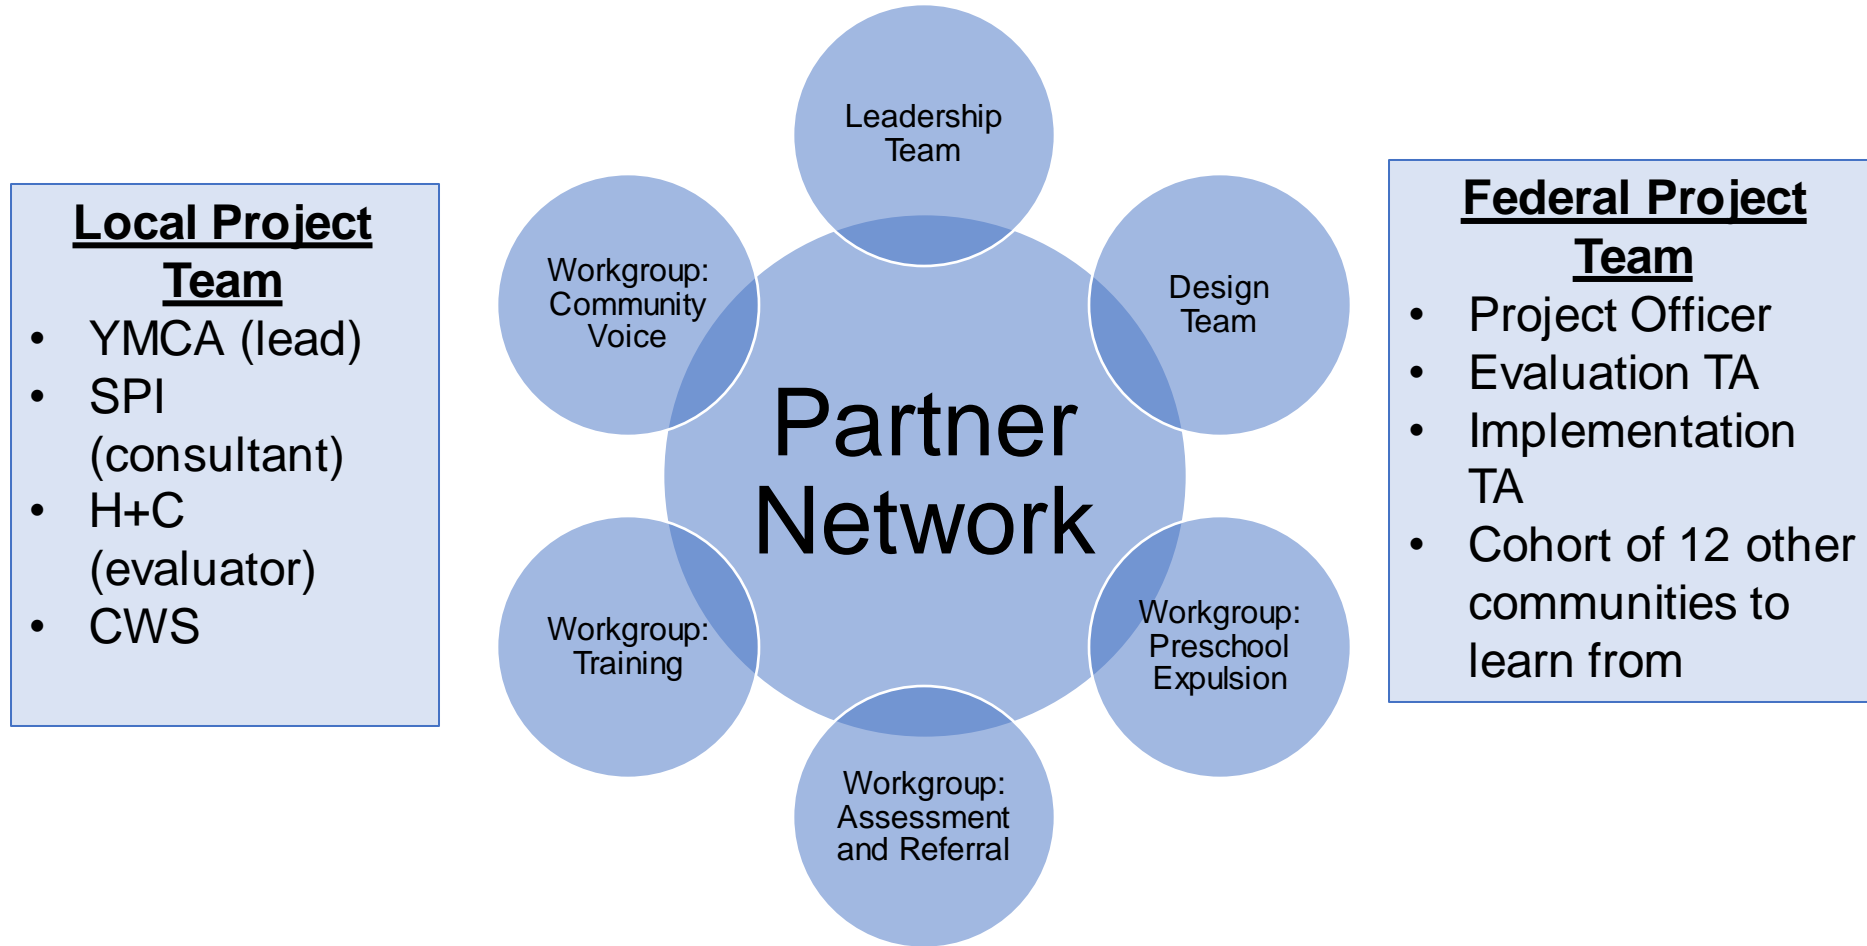 Local Project
Team
• YMCA (lead)
• SPI
(consultant)
• H+C
(evaluator)
• CWS
Leadership
Team
Design
Team
Workgroup:
Preschool
Expulsion
Workgroup:
Assessment
and Referral
Workgroup:
Training
Workgroup:
Community
Voice
Partner
Network
Federal Project
Team
• Project Officer
• Evaluation TA
• Implementation
TA
• Cohort of 12 other
communities to
learn from